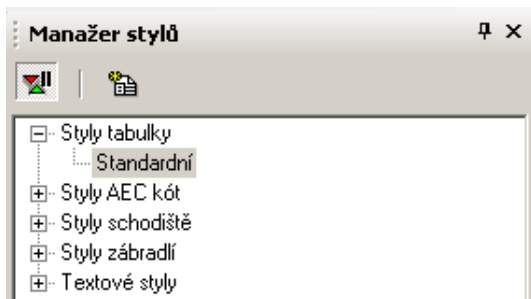 Manažer stylů
Styly tabulky
Standardní
Styly AEC kót
Styly schodiště
Styly zábradlí
Textové styly